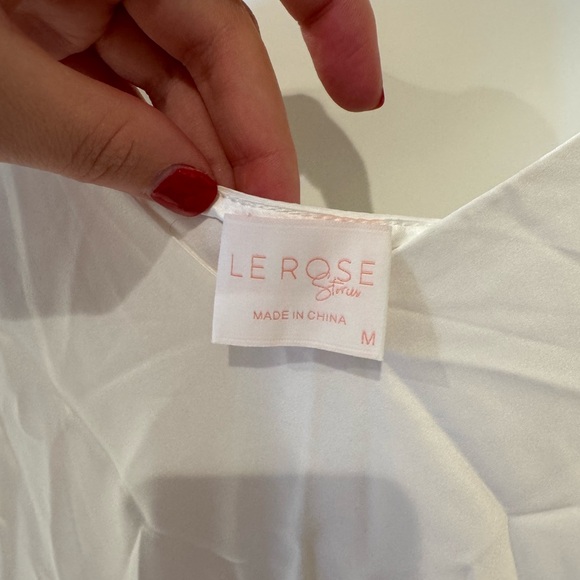 LE ROSE
Stories
MADE IN CHINA
M